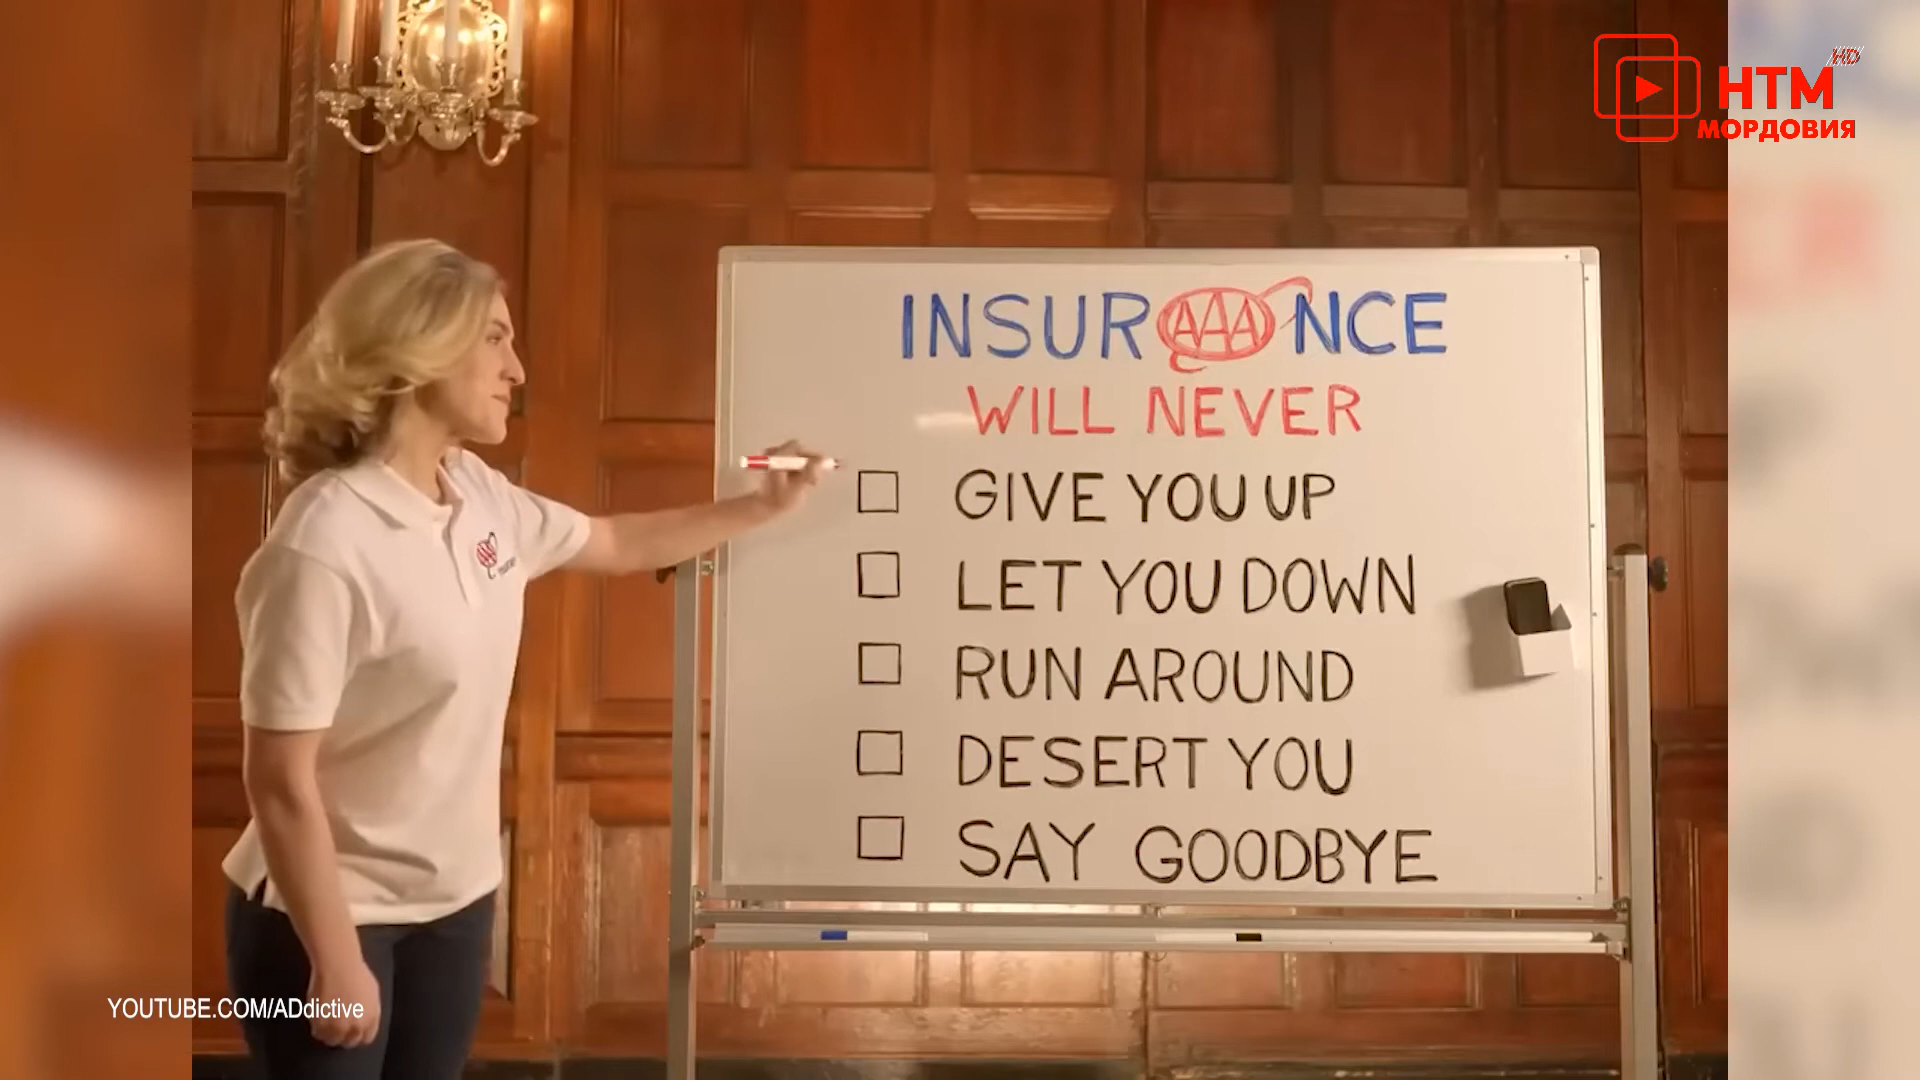 HD
НТМ
МОРДОВИЯ
INSURAAANCE
WILL NEVER
GIVE YOU UP
LET YOU DOWN
RUN AROUND
DESERT YOU
SAY GOODBYE
AAA
YOUTUBE.COM/ADdictive